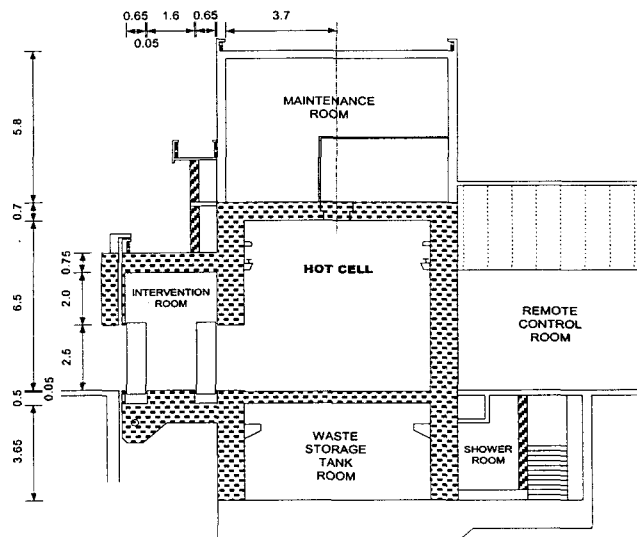 0.65 1.6 0.65 3.7
0.05
5.8
MAINTENANCE
ROOM
0.7
0.75
HOT CELL
INTERVENTION
ROOM
2.0
6.5
REMOTE
CONTROL
ROOM
2.5
0.05
0.5
WASTE
STORAGE
TANK
ROOM
SHOWER
ROOM
3.65